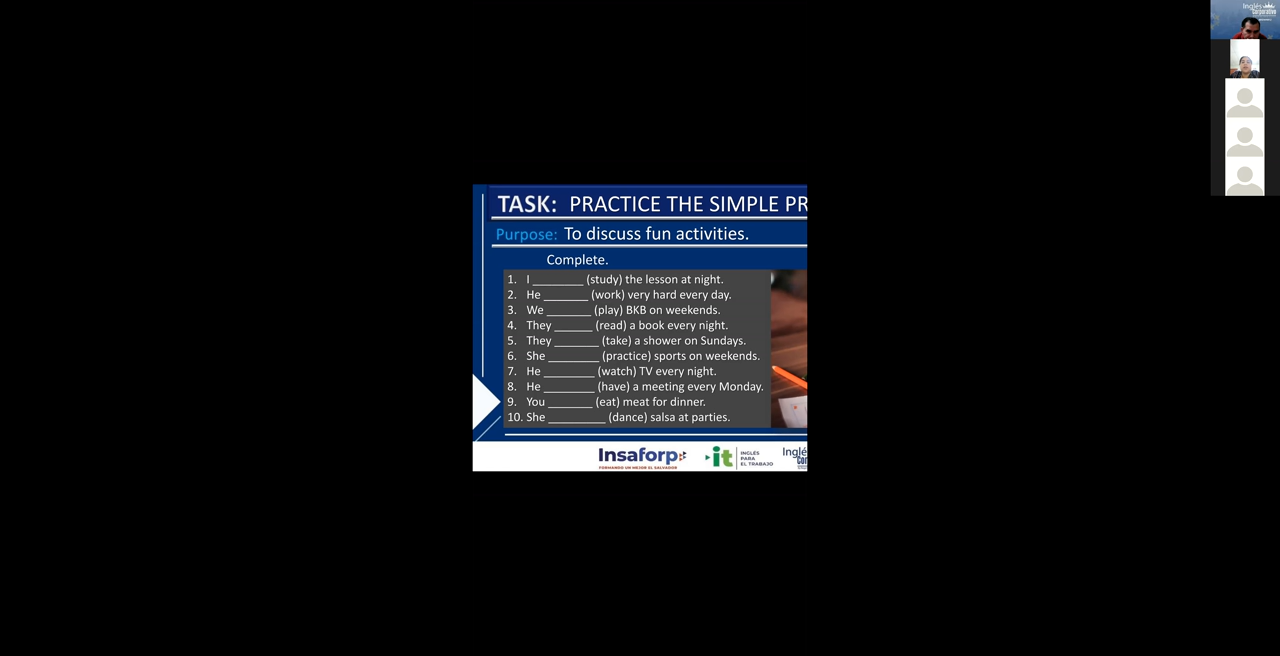 TASK: PRACTICE THE SIMPLE PR
Purpose: To discuss fun activities.
Complete.
1. I ________ (study) the lesson at night.
2. He _______ (work) very hard every day.
3. We _______ (play) BKB on weekends.
4. They ______ (read) a book every night.
5. They _______ (take) a shower on Sundays.
6. She ________ (practice) sports on weekends.
7. He ________ (watch) TV every night.
8. He ________ (have) a meeting every Monday.
9. You _______ (eat) meat for dinner.
10. She _________ (dance) salsa at parties.
Insaforp
FORMANDO UN MEJOR EL SALVADOR
it
INGLÉS
PARA
EL TRABAJO
Inglé
Cor
Inglés
Corporativo